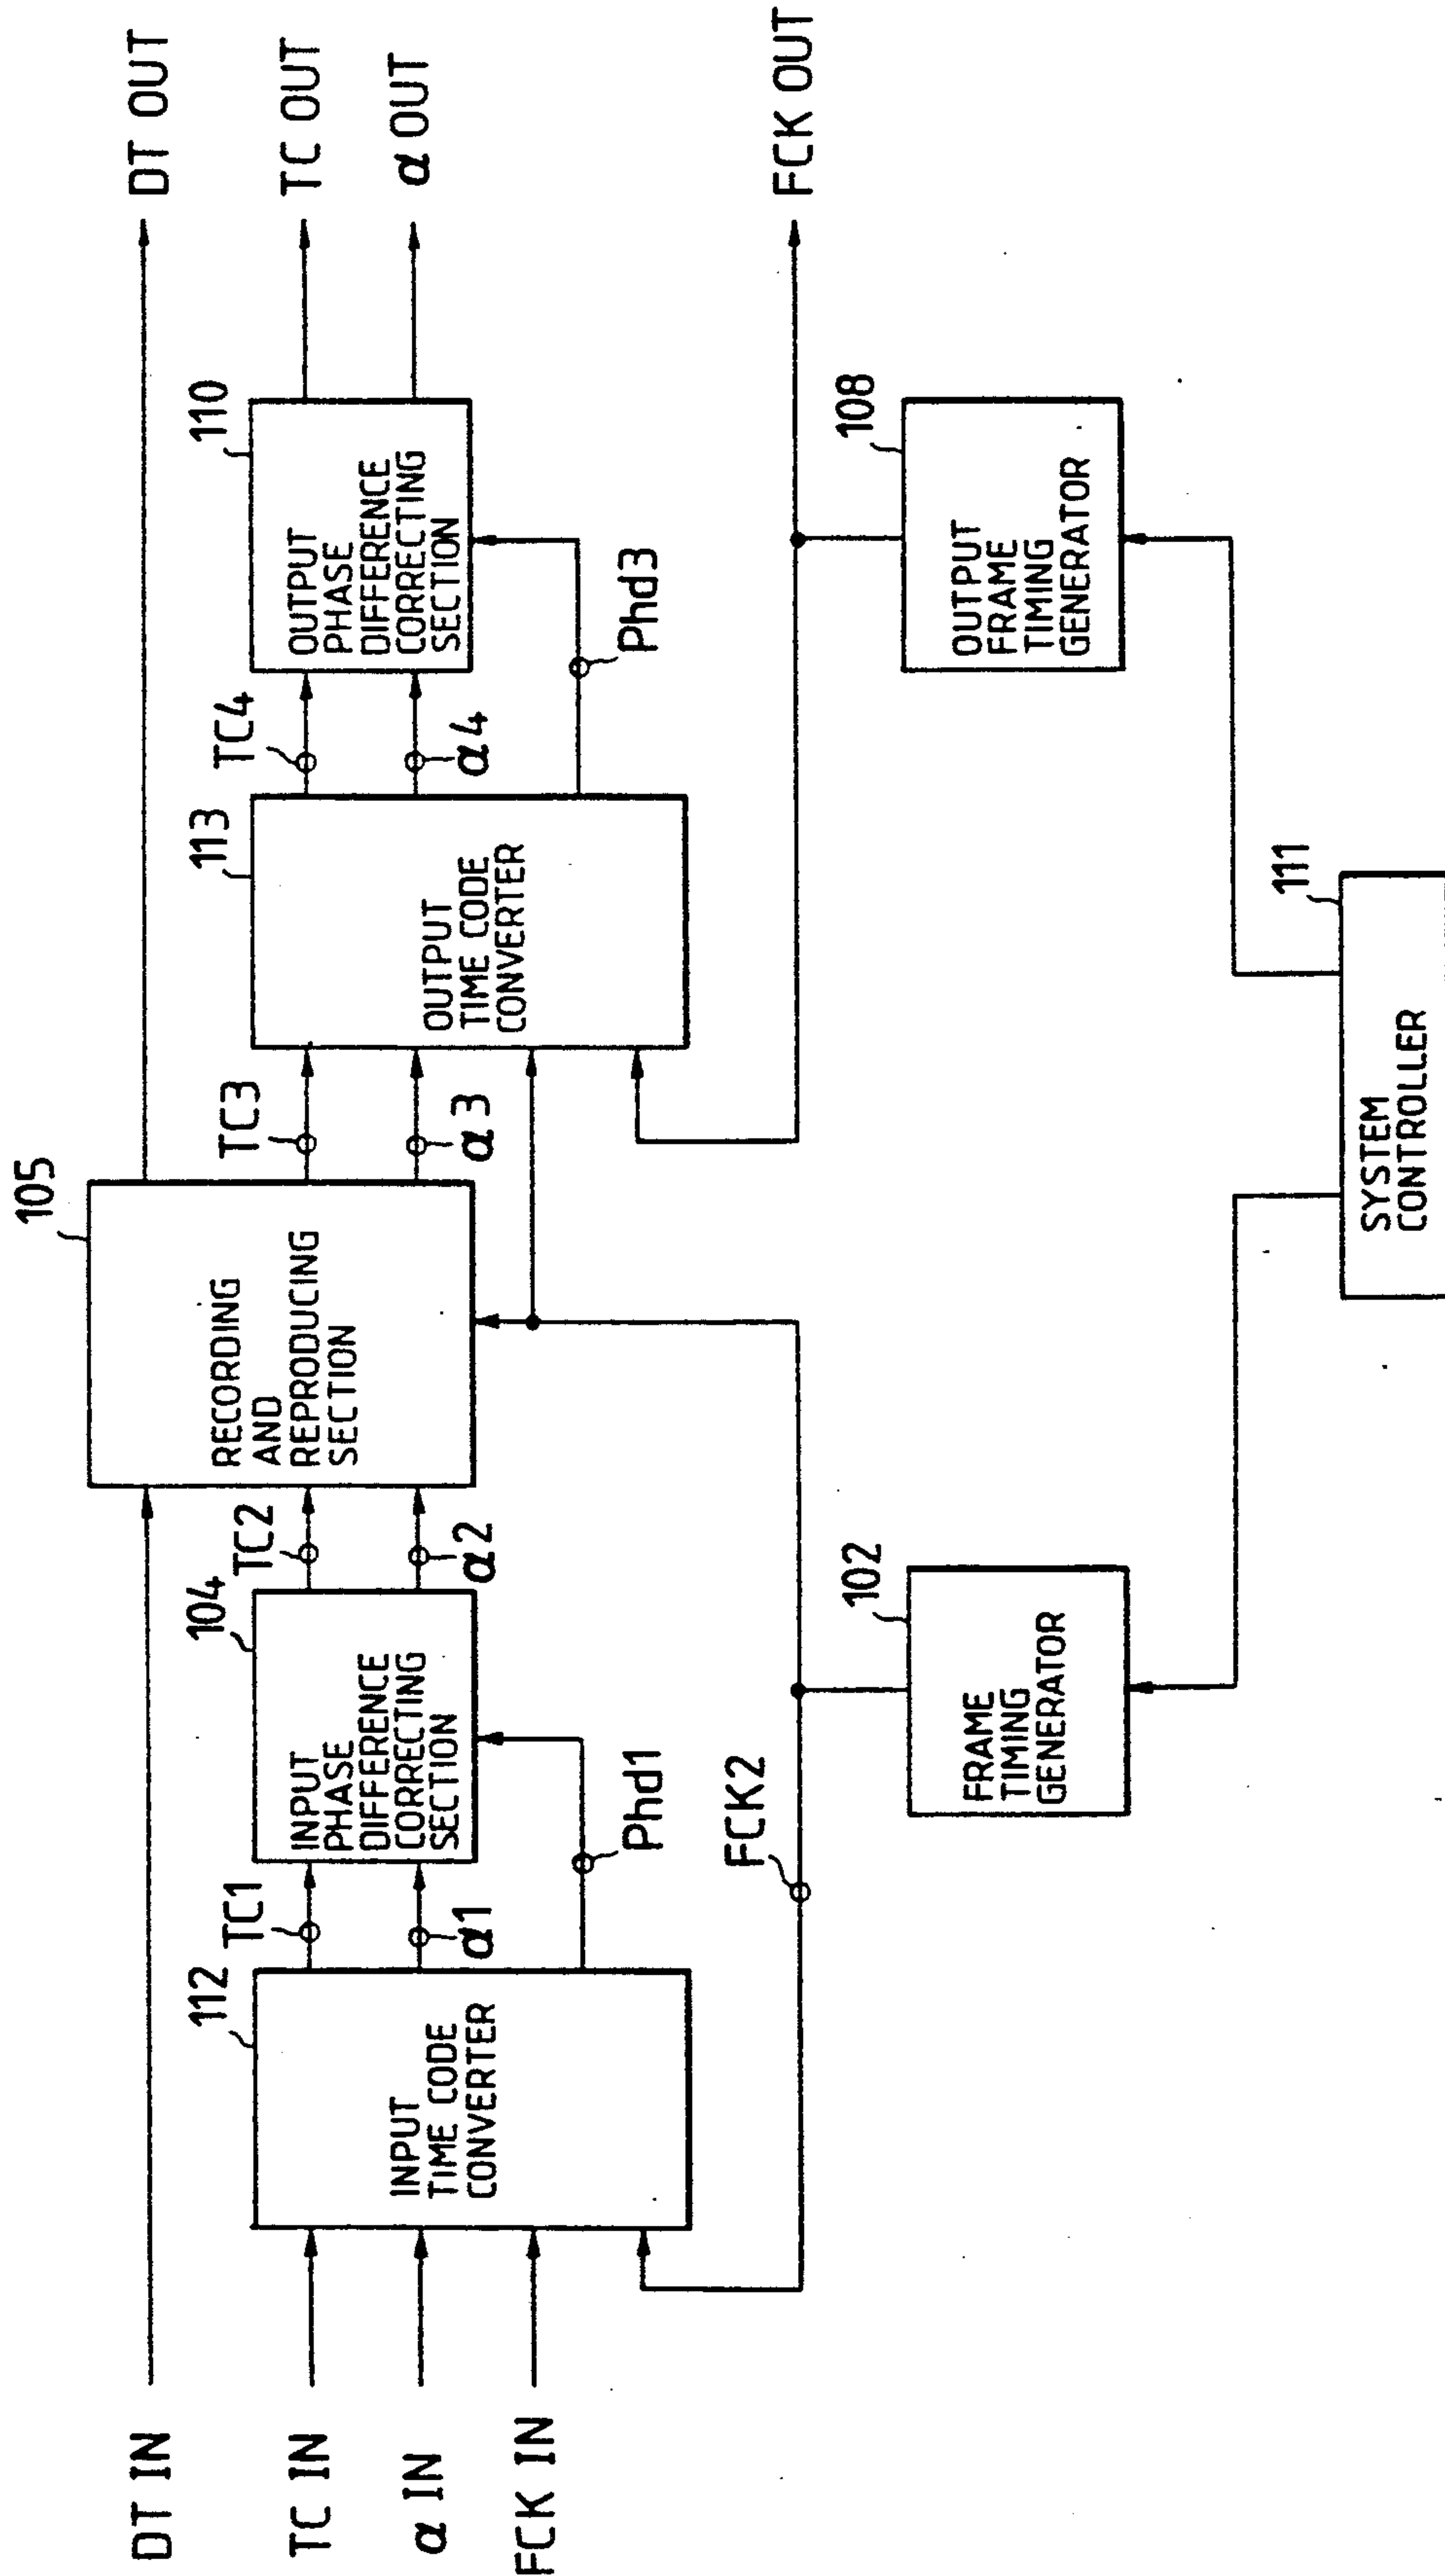 DT IN
TC IN
α IN
FCK IN
112
INPUT
TIME CODE
CONVERTER
TC1
α1
Phd1
104
INPUT
PHASE
DIFFERENCE
CORRECTING
SECTION
TC2
α2
105
RECORDING
AND
REPRODUCING
SECTION
TC3
α3
113
OUTPUT
TIME CODE
CONVERTER
TC4
α4
Phd3
110
OUTPUT
PHASE
DIFFERENCE
CORRECTING
SECTION
DT OUT
TC OUT
α OUT
FCK OUT
FCK2
102
FRAME
TIMING
GENERATOR
108
OUTPUT
FRAME
TIMING
GENERATOR
111
SYSTEM
CONTROLLER